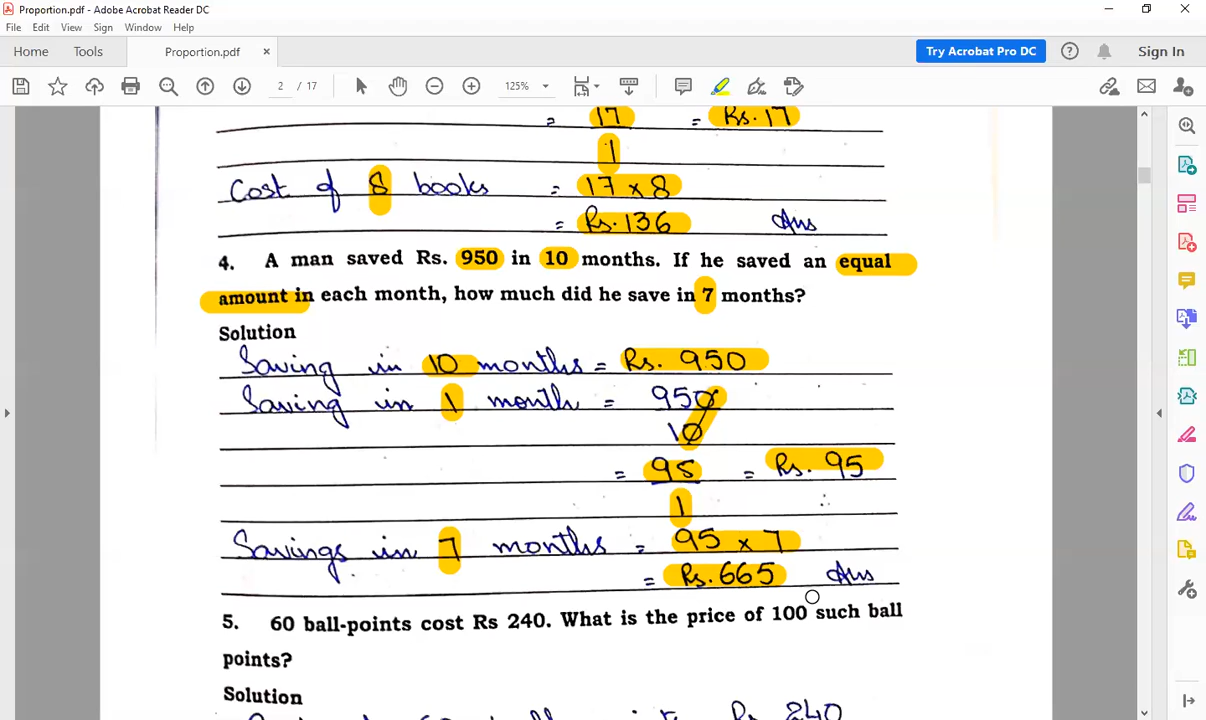 Proportion.pdf - Adobe Acrobat Reader DC
File Edit View Sign Window Help
Home Tools Proportion.pdf × Try Acrobat Pro DC ? Sign In
2 / 17 125%
= 17 = Rs. 17
1
Cost of 8 books = 17 x 8
= Rs. 136 Ans
4. A man saved Rs. 950 in 10 months. If he saved an equal
amount in each month, how much did he save in 7 months?
Solution
Saving in 10 months = Rs. 950
Saving in 1 month = 950
10
= 95 = Rs. 95
1
Savings in 7 months = 95 x 7
= Rs. 665 Ans
5. 60 ball-points cost Rs 240. What is the price of 100 such ball
points?
Solution
Rs. 240